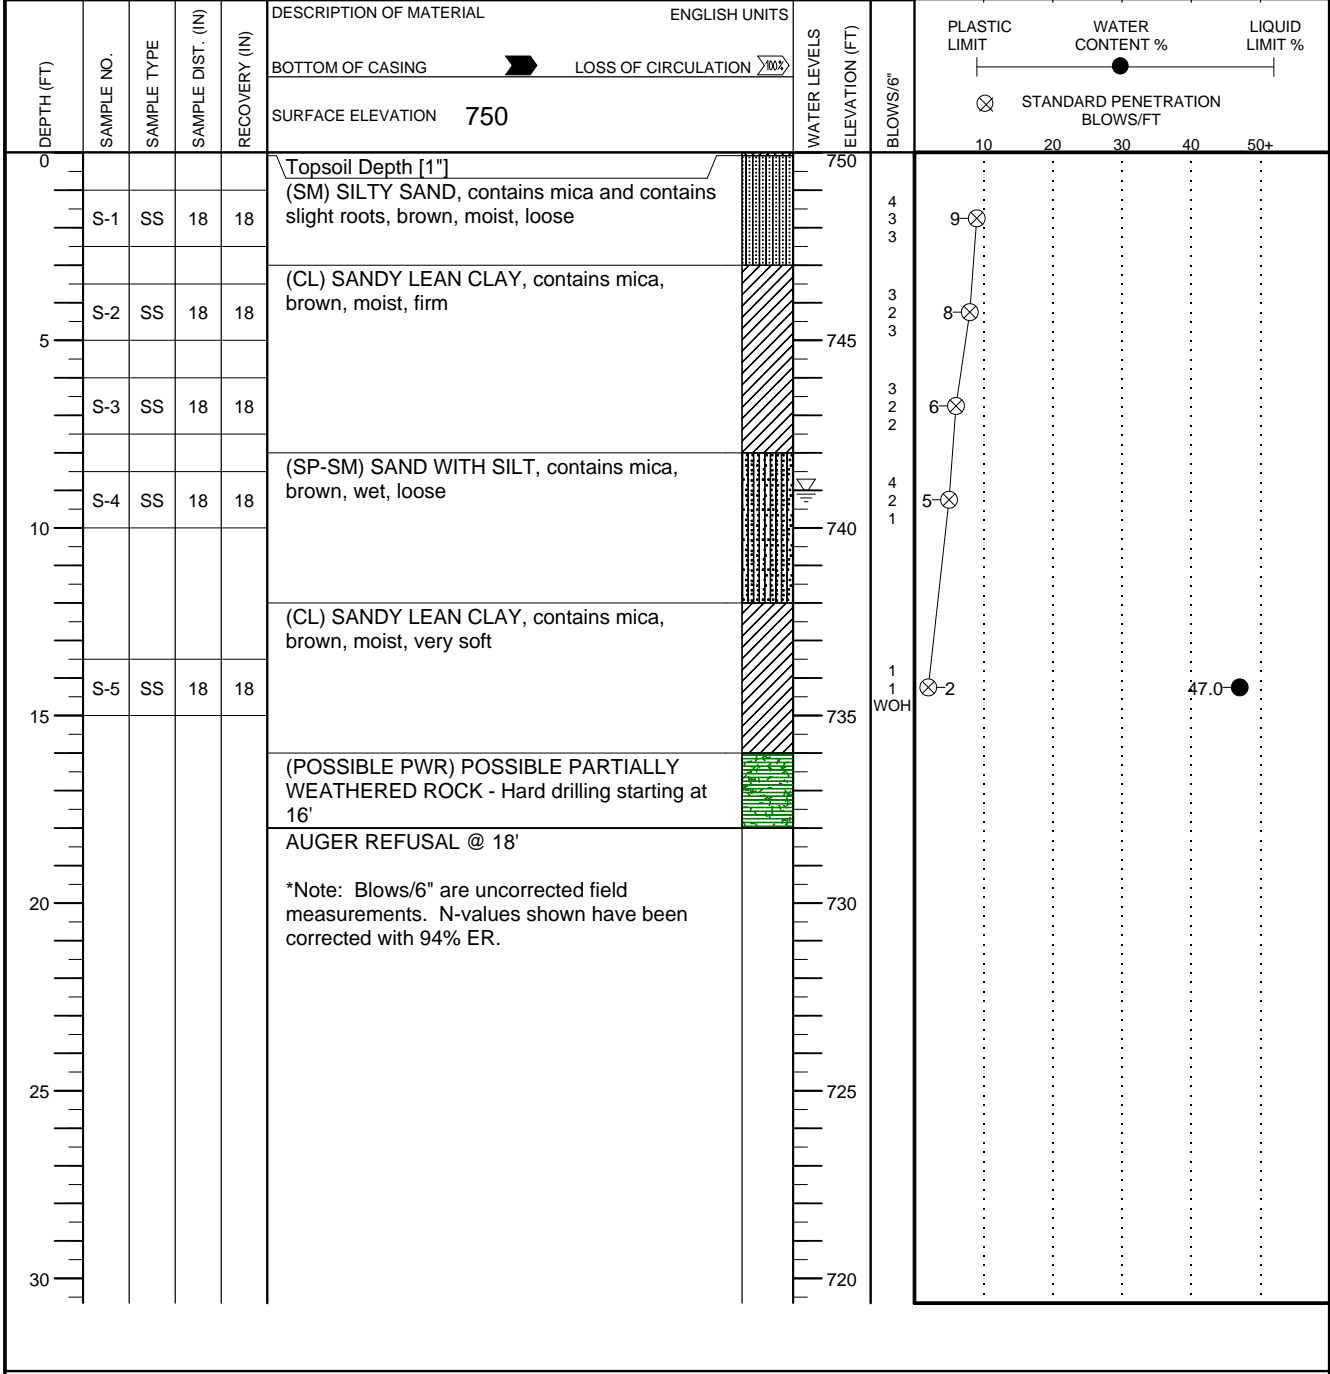 DESCRIPTION OF MATERIAL ENGLISH UNITS
BOTTOM OF CASING LOSS OF CIRCULATION 100%
SURFACE ELEVATION 750
DEPTH (FT)
SAMPLE NO.
SAMPLE TYPE
SAMPLE DIST. (IN)
RECOVERY (IN)
WATER LEVELS
ELEVATION (FT)
BLOWS/6"
PLASTIC LIMIT
WATER CONTENT %
LIQUID LIMIT %
STANDARD PENETRATION
BLOWS/FT
10 20 30 40 50+
0
Topsoil Depth [1"]
750
(SM) SILTY SAND, contains mica and contains
slight roots, brown, moist, loose
S-1 SS 18 18
4
3
3
9
(CL) SANDY LEAN CLAY, contains mica,
brown, moist, firm
S-2 SS 18 18
3
2
3
8
5
745
S-3 SS 18 18
3
2
2
6
(SP-SM) SAND WITH SILT, contains mica,
brown, wet, loose
S-4 SS 18 18
4
2
1
5
10
740
(CL) SANDY LEAN CLAY, contains mica,
brown, moist, very soft
S-5 SS 18 18
1
1
WOH
2
47.0
15
735
(POSSIBLE PWR) POSSIBLE PARTIALLY
WEATHERED ROCK - Hard drilling starting at
16'
AUGER REFUSAL @ 18'
*Note: Blows/6" are uncorrected field
measurements. N-values shown have been
corrected with 94% ER.
20
730
25
725
30
720